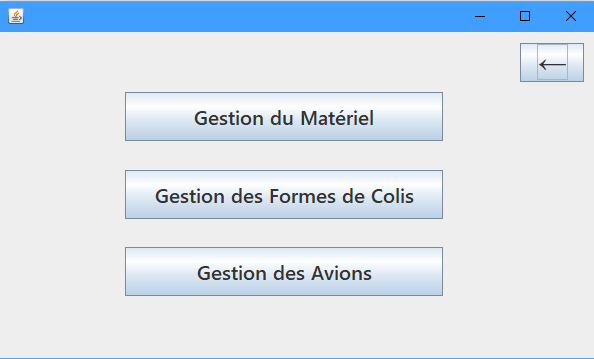 ←
Gestion du Matériel
Gestion des Formes de Colis
Gestion des Avions